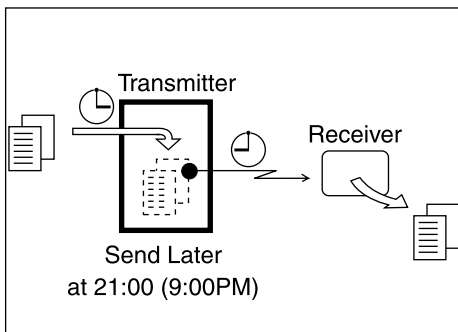 Transmitter
Receiver
Send Later
at 21:00 (9:00PM)